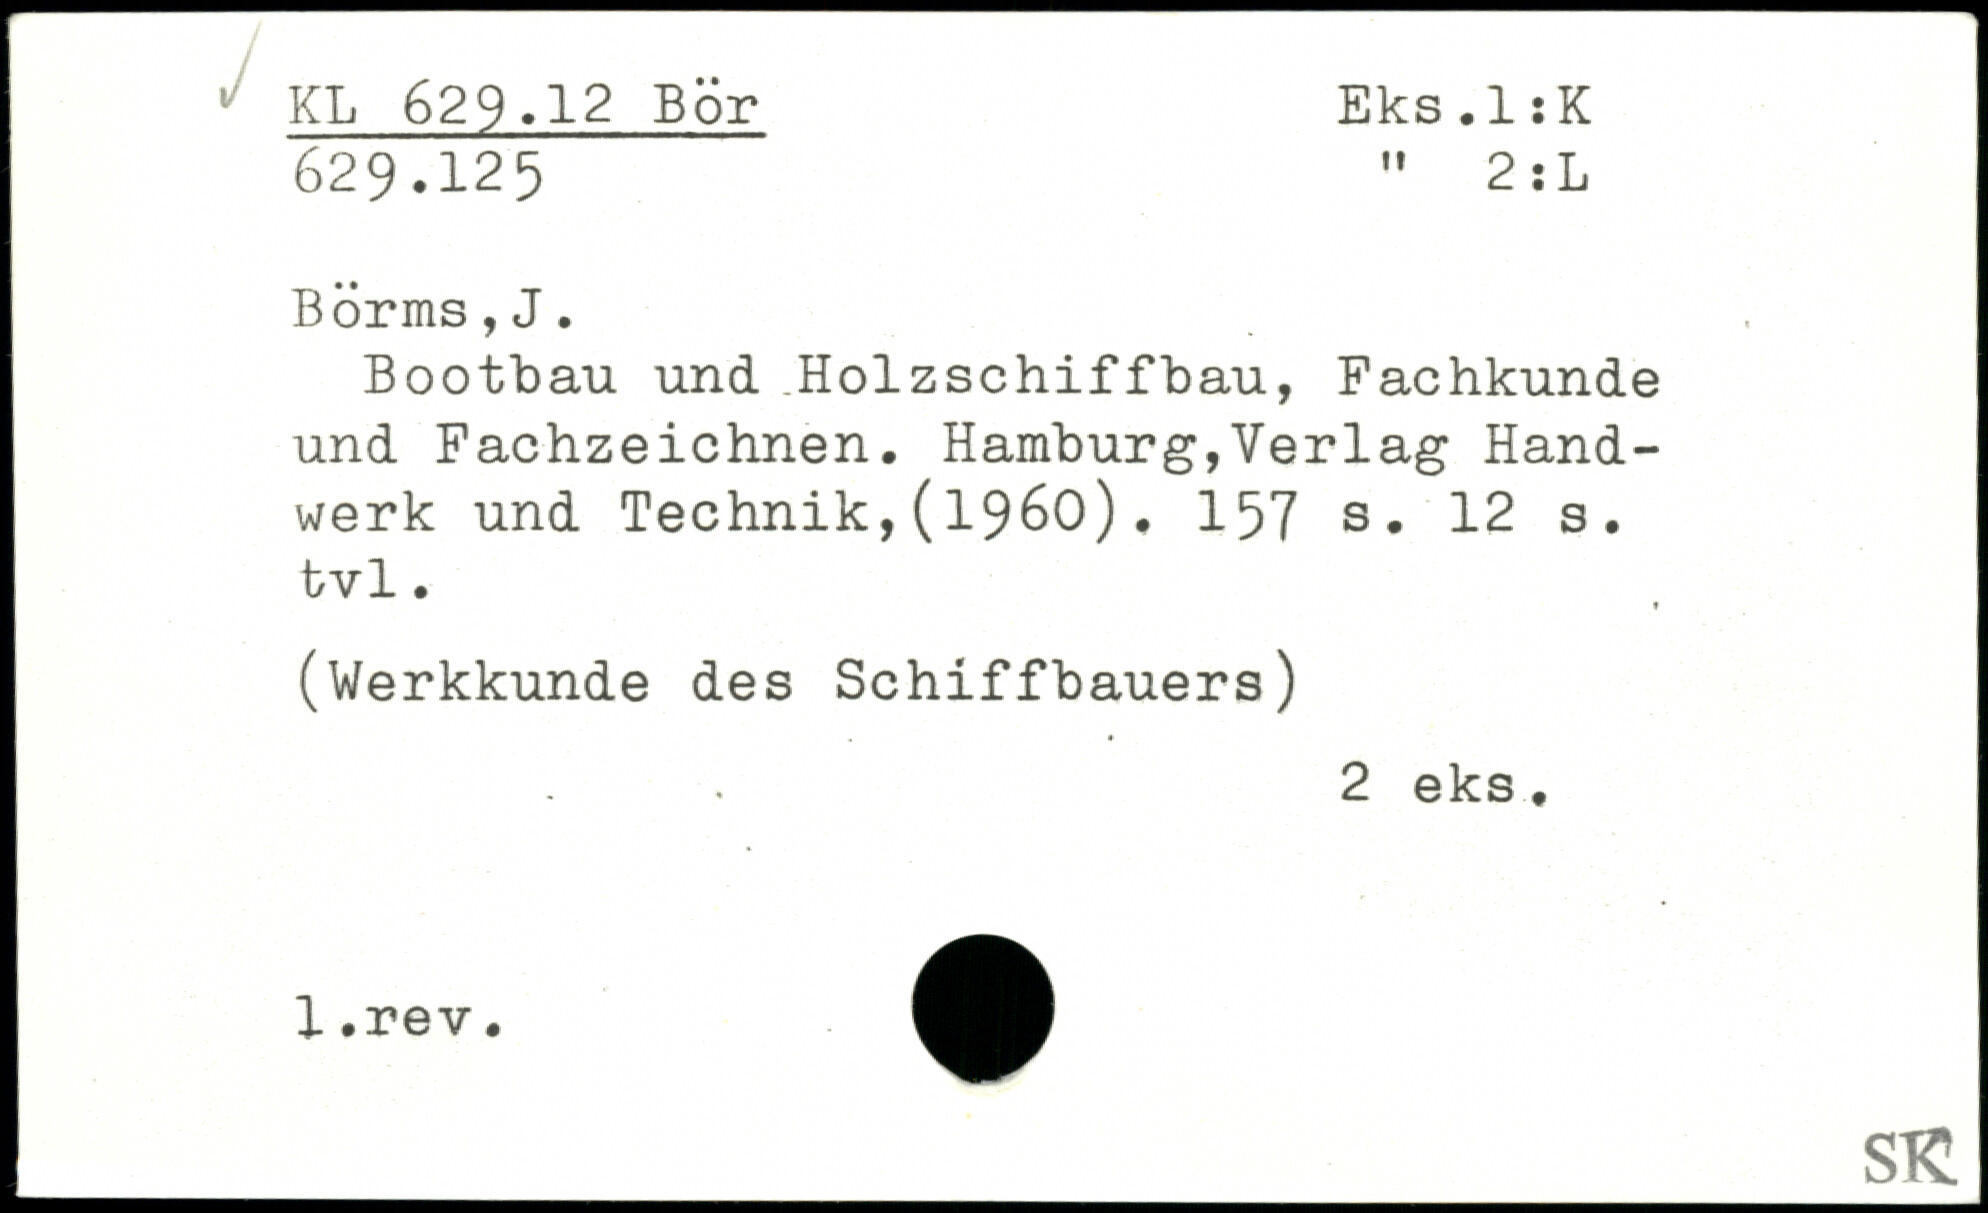 KL 629.12 Bör Eks.1:K
629.125 " 2:L
Börms,J.
Bootbau und Holzschiffbau, Fachkunde
und Fachzeichnen. Hamburg,Verlag Hand-
werk und Technik,(1960). 157 s. 12 s.
tvl.
(Werkkunde des Schiffbauers)
2 eks.
1.rev.
SK